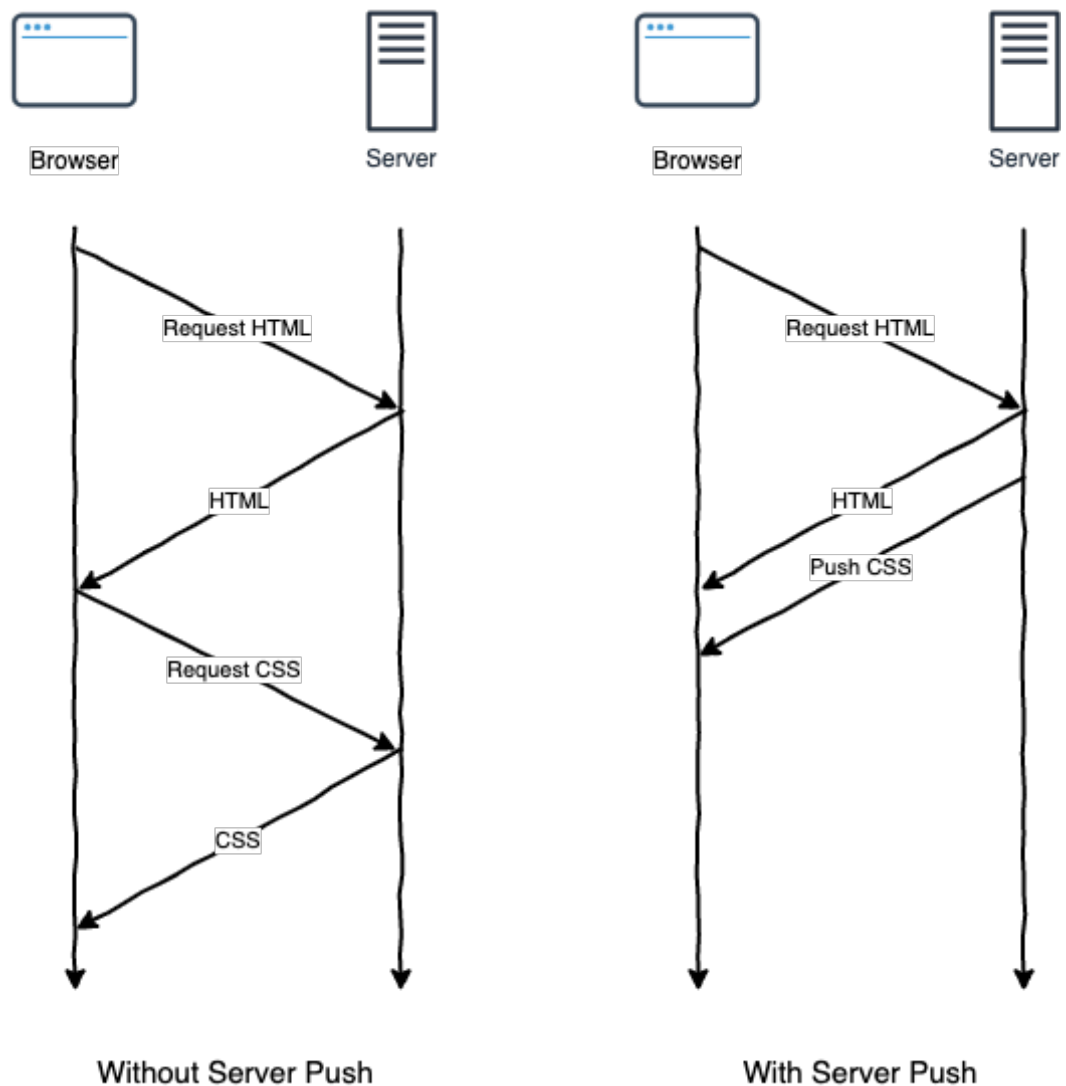 Browser
Server
Request HTML
HTML
Request CSS
CSS
Without Server Push
Browser
Server
Request HTML
HTML
Push CSS
With Server Push